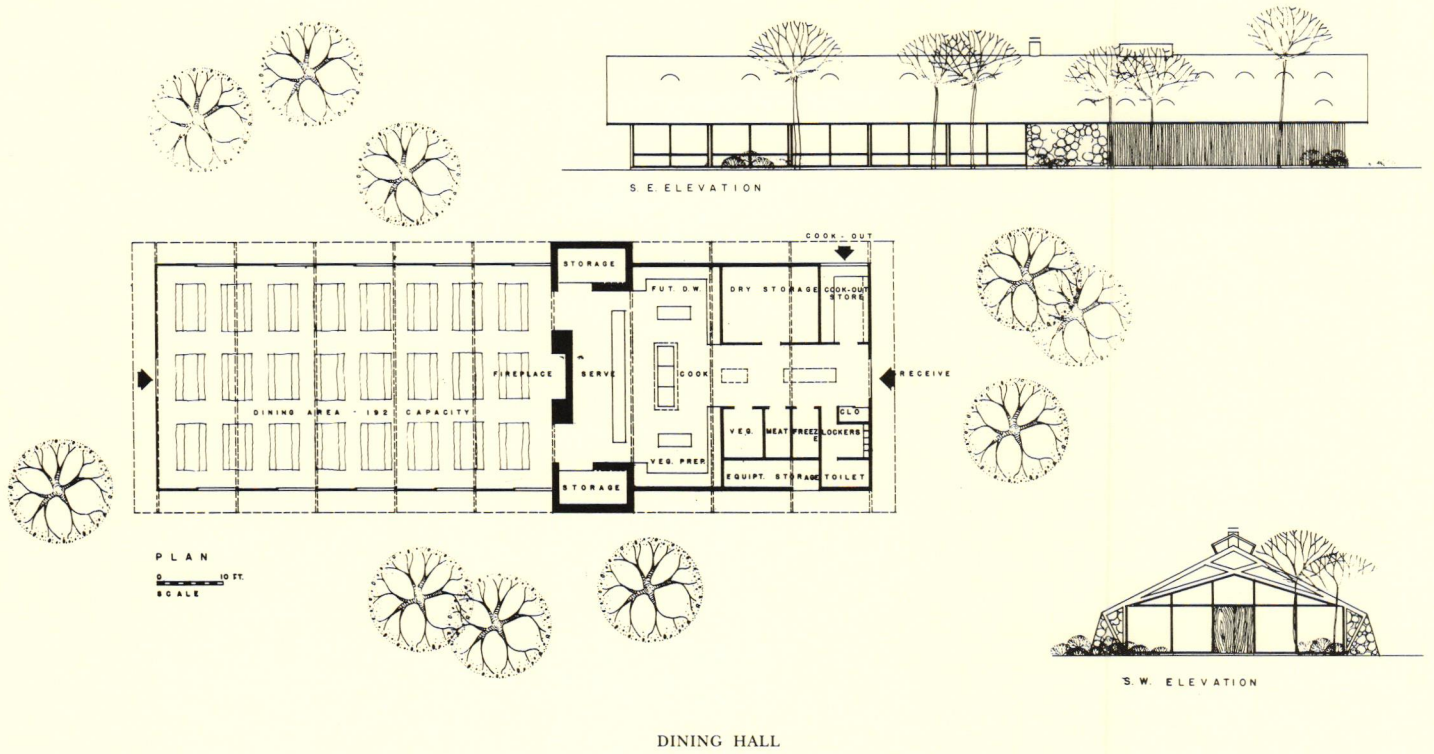 S. E. ELEVATION
COOK - OUT
STORAGE
FUT. D.W.
DRY STORAGE
COOK-OUT
STORE
FIREPLACE
SERVE
COOK
RECEIVE
DINING AREA - 192 CAPACITY
CLO
VEG.
MEAT
FREEZ
E
LOCKERS
VEG. PREP.
EQUIPT. STORAGE
TOILET
STORAGE
PLAN
0 10 FT.
SCALE
S. W. ELEVATION
DINING HALL